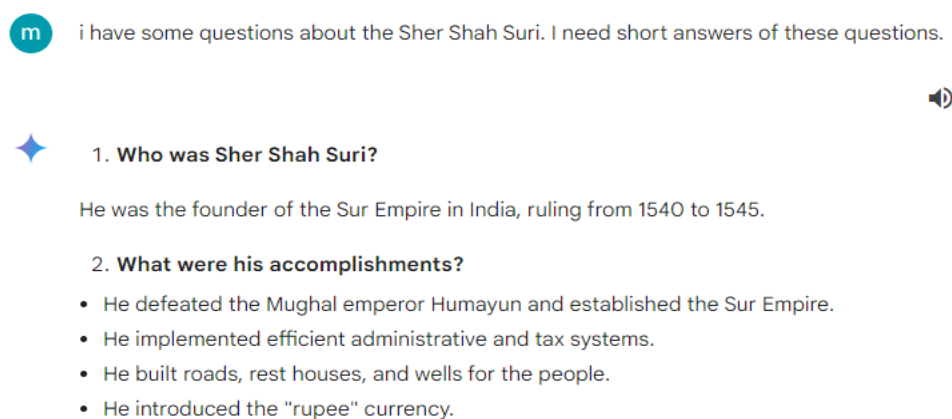 m
i have some questions about the Sher Shah Suri. I need short answers of these questions.
1. Who was Sher Shah Suri?
He was the founder of the Sur Empire in India, ruling from 1540 to 1545.
2. What were his accomplishments?
• He defeated the Mughal emperor Humayun and established the Sur Empire.
• He implemented efficient administrative and tax systems.
• He built roads, rest houses, and wells for the people.
• He introduced the "rupee" currency.